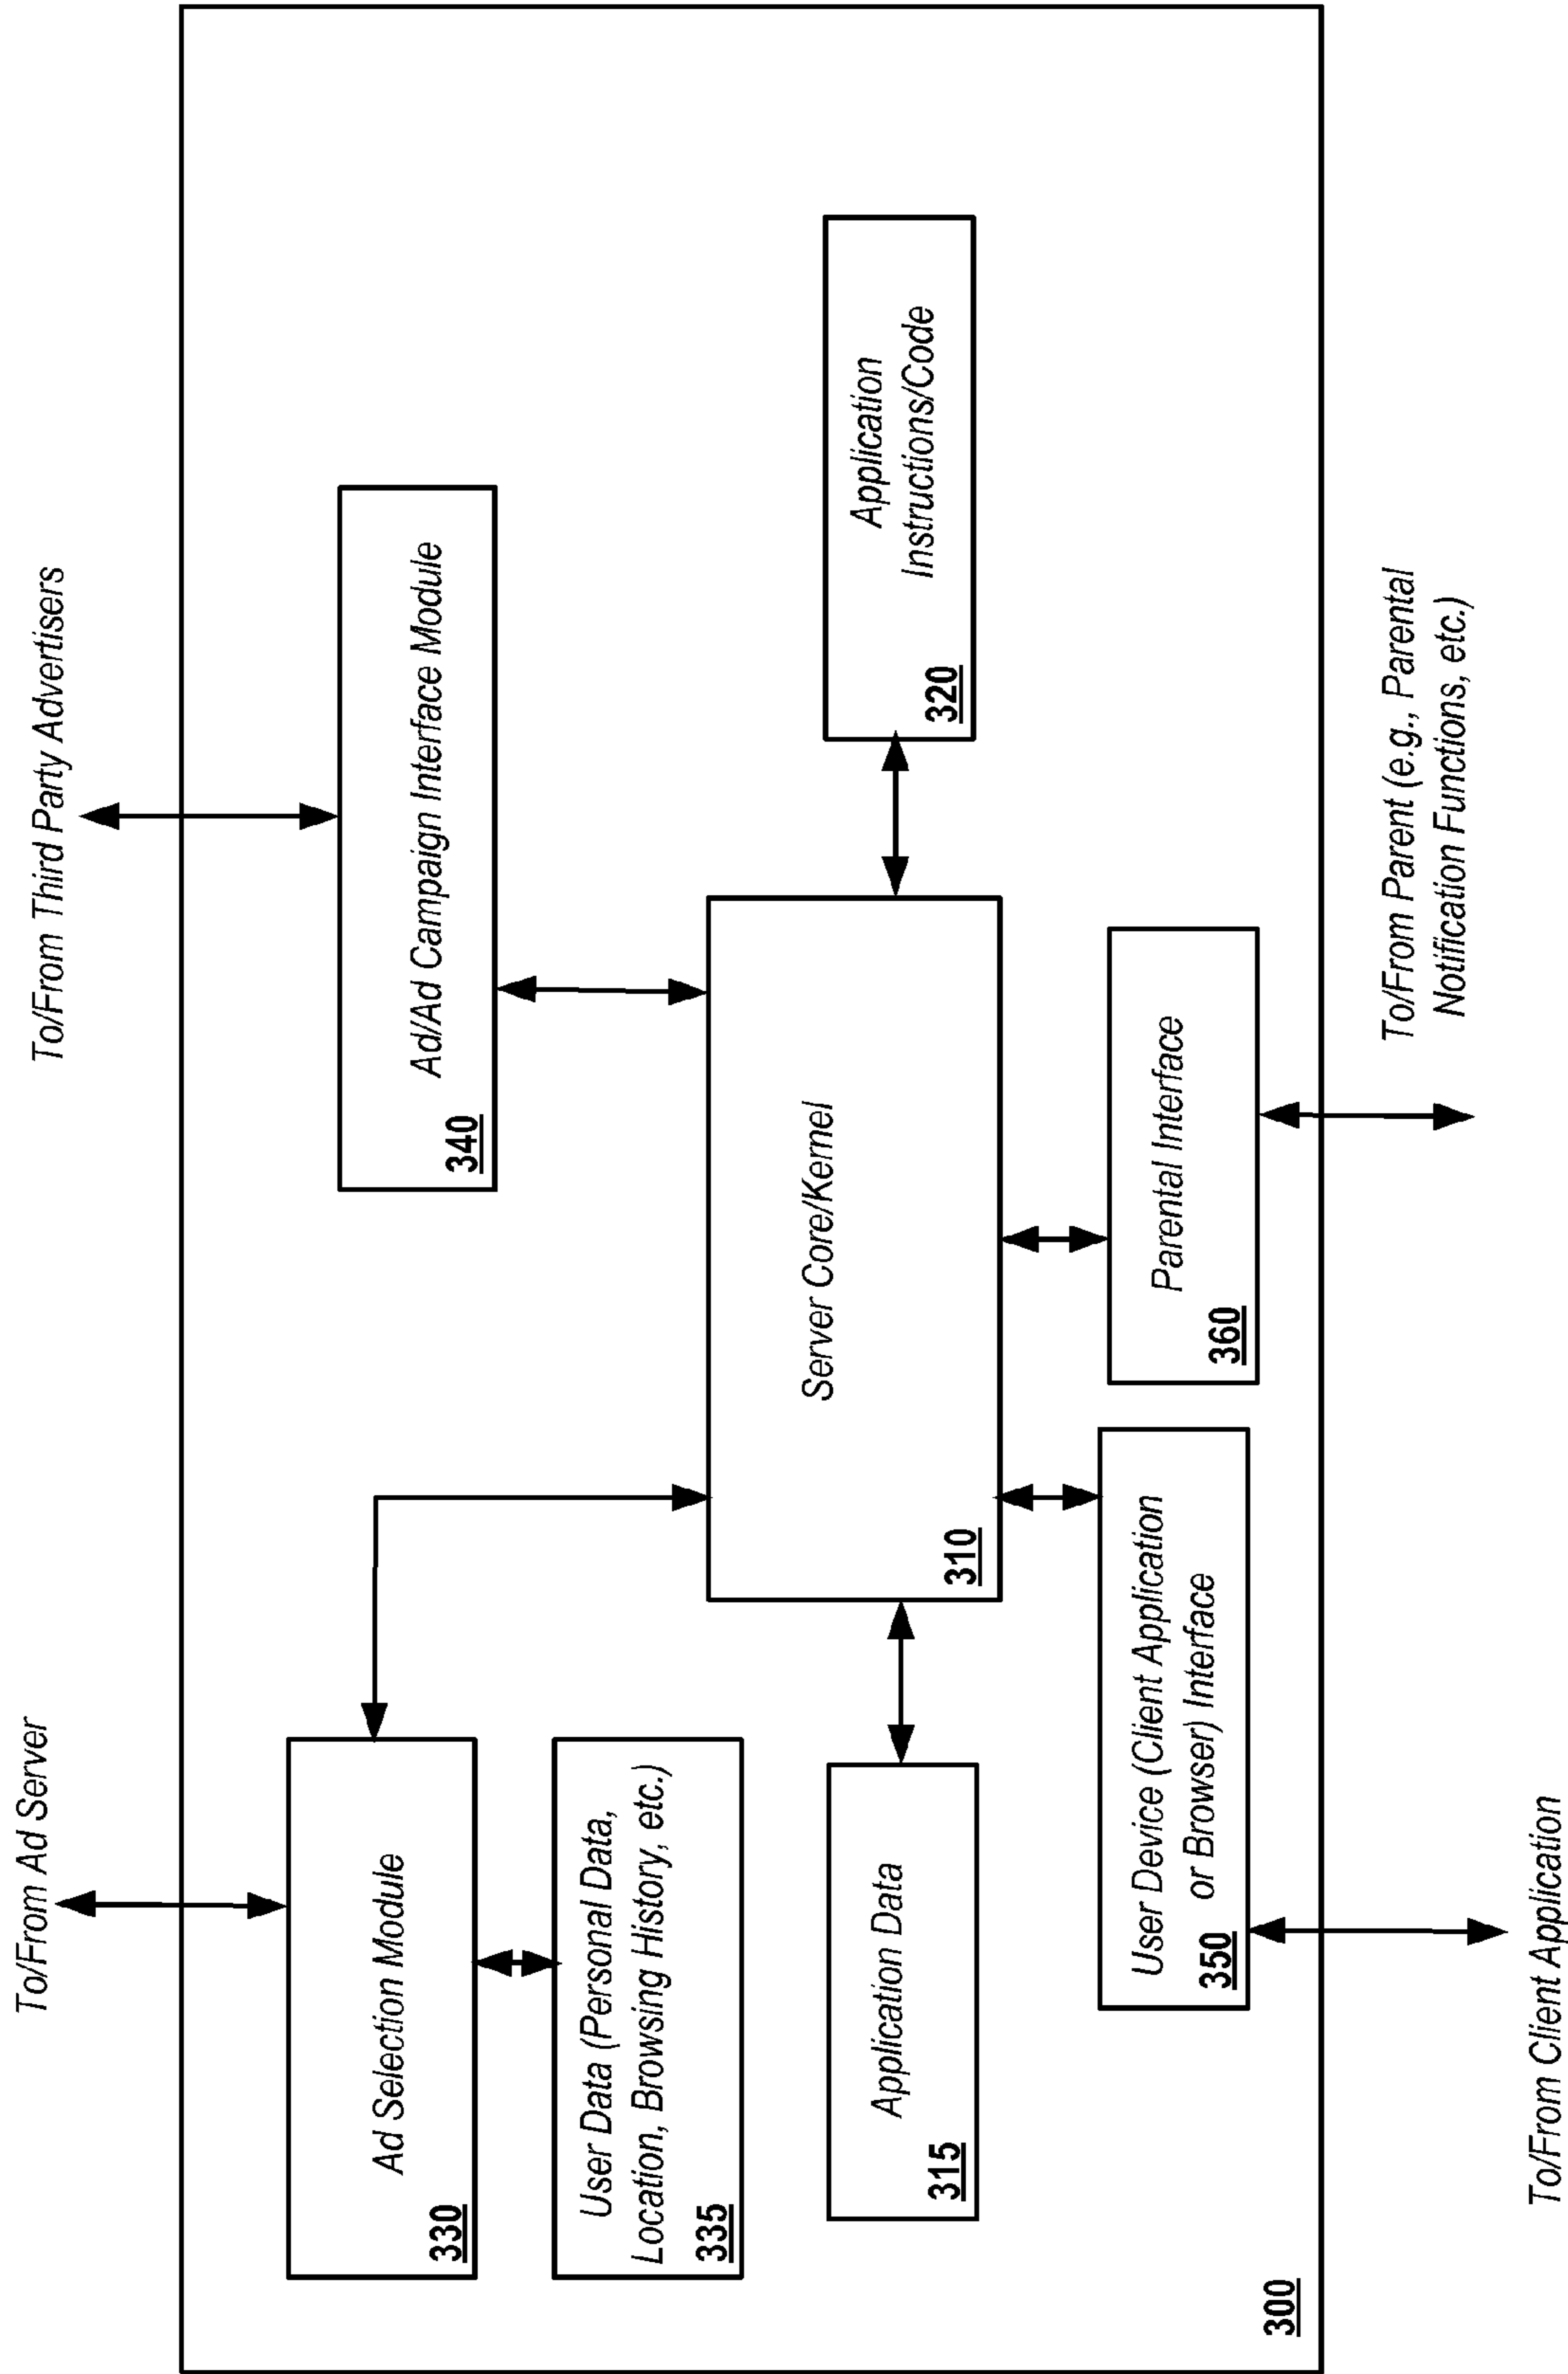 To/From Ad Server
To/From Third Party Advertisers
Ad Selection Module
330
Ad/Ad Campaign Interface Module
340
User Data (Personal Data,
Location, Browsing History, etc.)
335
Server Core/Kernel
310
Application Data
315
Application
Instructions/Code
320
User Device (Client Application
or Browser) Interface
350
Parental Interface
360
300
To/From Client Application
To/From Parent (e.g., Parental
Notification Functions, etc.)